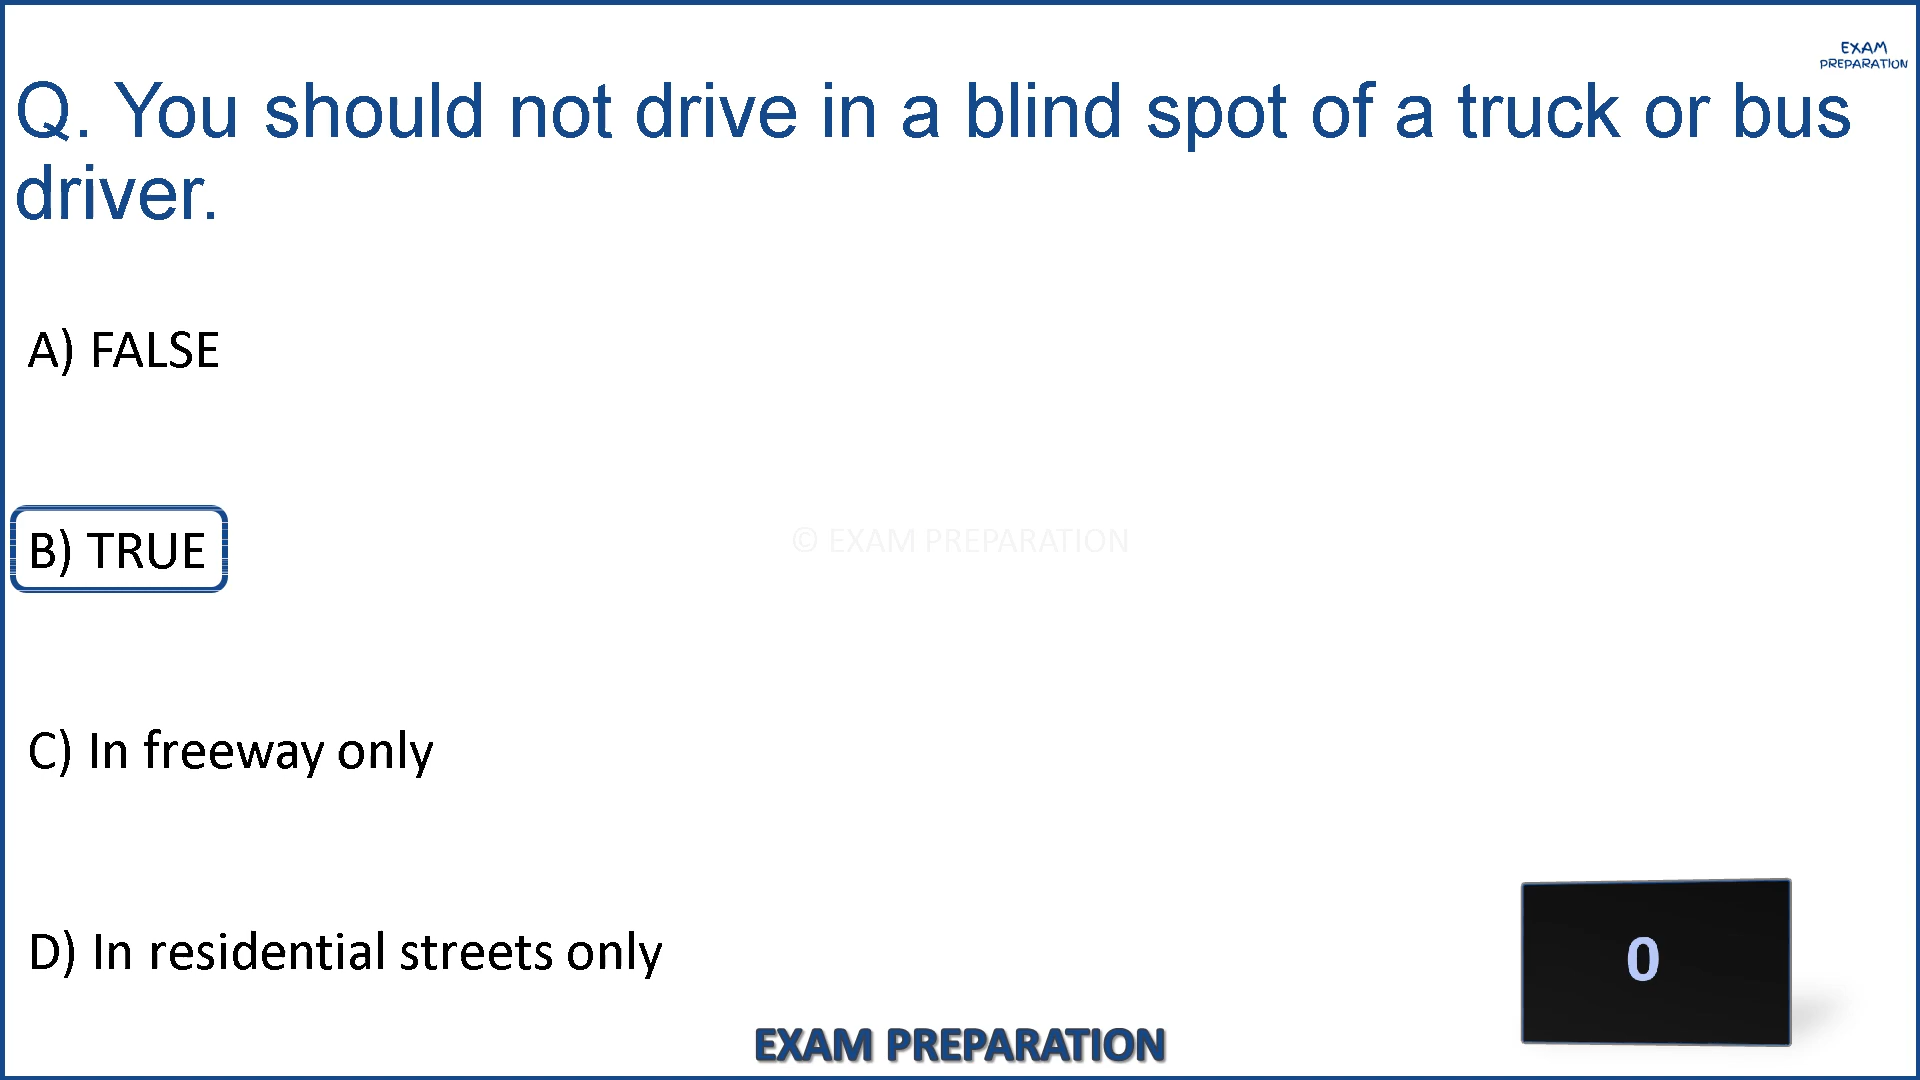 EXAM
PREPARATION
Q. You should not drive in a blind spot of a truck or bus
driver.
A) FALSE
B) TRUE
© EXAM PREPARATION
C) In freeway only
D) In residential streets only
0
EXAM PREPARATION